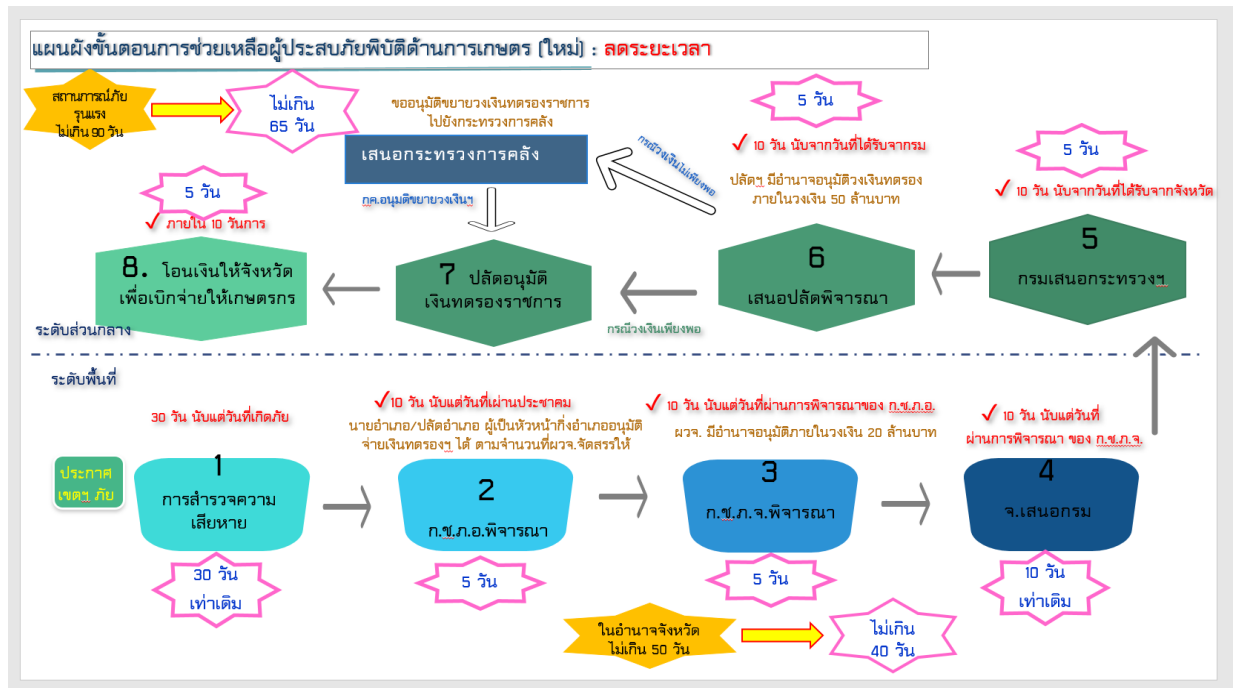 แผนผังขั้นตอนการช่วยเหลือผู้ประสบภัยพิบัติด้านการเกษตร (ใหม่) : ลดระยะเวลา
สถานการณ์ภัย
รุนแรง
ไม่เกิน 90 วัน
ไม่เกิน
65 วัน
ขออนุมัติขยายวงเงินทดรองราชการ
ไปยังกระทรวงการคลัง
เสนอกระทรวงการคลัง
กรณีวงเงินไม่เพียงพอ
5 วัน
✓ 10 วัน นับจากวันที่ได้รับจากกรม
ปลัดฯ มีอำนาจอนุมัติวงเงินทดรอง
ภายในวงเงิน 50 ล้านบาท
5 วัน
✓ 10 วัน นับจากวันที่ได้รับจากจังหวัด
5 วัน
✓ ภายใน 10 วันการ
กค.อนุมติขยายวงเงินฯ
8. โอนเงินให้จังหวัด
เพื่อเบิกจ่ายให้เกษตรกร
7 ปลัดอนุมัติ
เงินทดรองราชการ
กรณีวงเงินเพียงพอ
6
เสนอปลัดพิจารณา
5
กรมเสนอกระทรวงฯ
ระดับส่วนกลาง
ระดับพื้นที่
30 วัน นับแต่วันที่เกิดภัย
✓10 วัน นับแต่วันที่ผ่านประชาคม
นายอำเภอ/ปลัดอำเภอ ผู้เป็นหัวหน้ากิ่งอำเภออนุมัติ
จ่ายเงินทดรองฯ ได้ ตามจำนวนที่ผวจ.จัดสรรให้
✓ 10 วัน นับแต่วันที่ผ่านการพิจารณาของ ก.ช.ภ.อ.
ผวจ. มีอำนาจอนุมัติภายในวงเงิน 20 ล้านบาท
✓ 10 วัน นับแต่วันที่
ผ่านการพิจารณา ของ ก.ช.ภ.จ.
ประกาศ
เขตฯ ภัย
1
การสำรวจความ
เสียหาย
2
ก.ช.ภ.อ.พิจารณา
3
ก.ช.ภ.จ.พิจารณา
4
จ.เสนอกรม
30 วัน
เท่าเดิม
5 วัน
5 วัน
10 วัน
เท่าเดิม
ในอำนาจจังหวัด
ไม่เกิน 50 วัน
ไม่เกิน
40 วัน